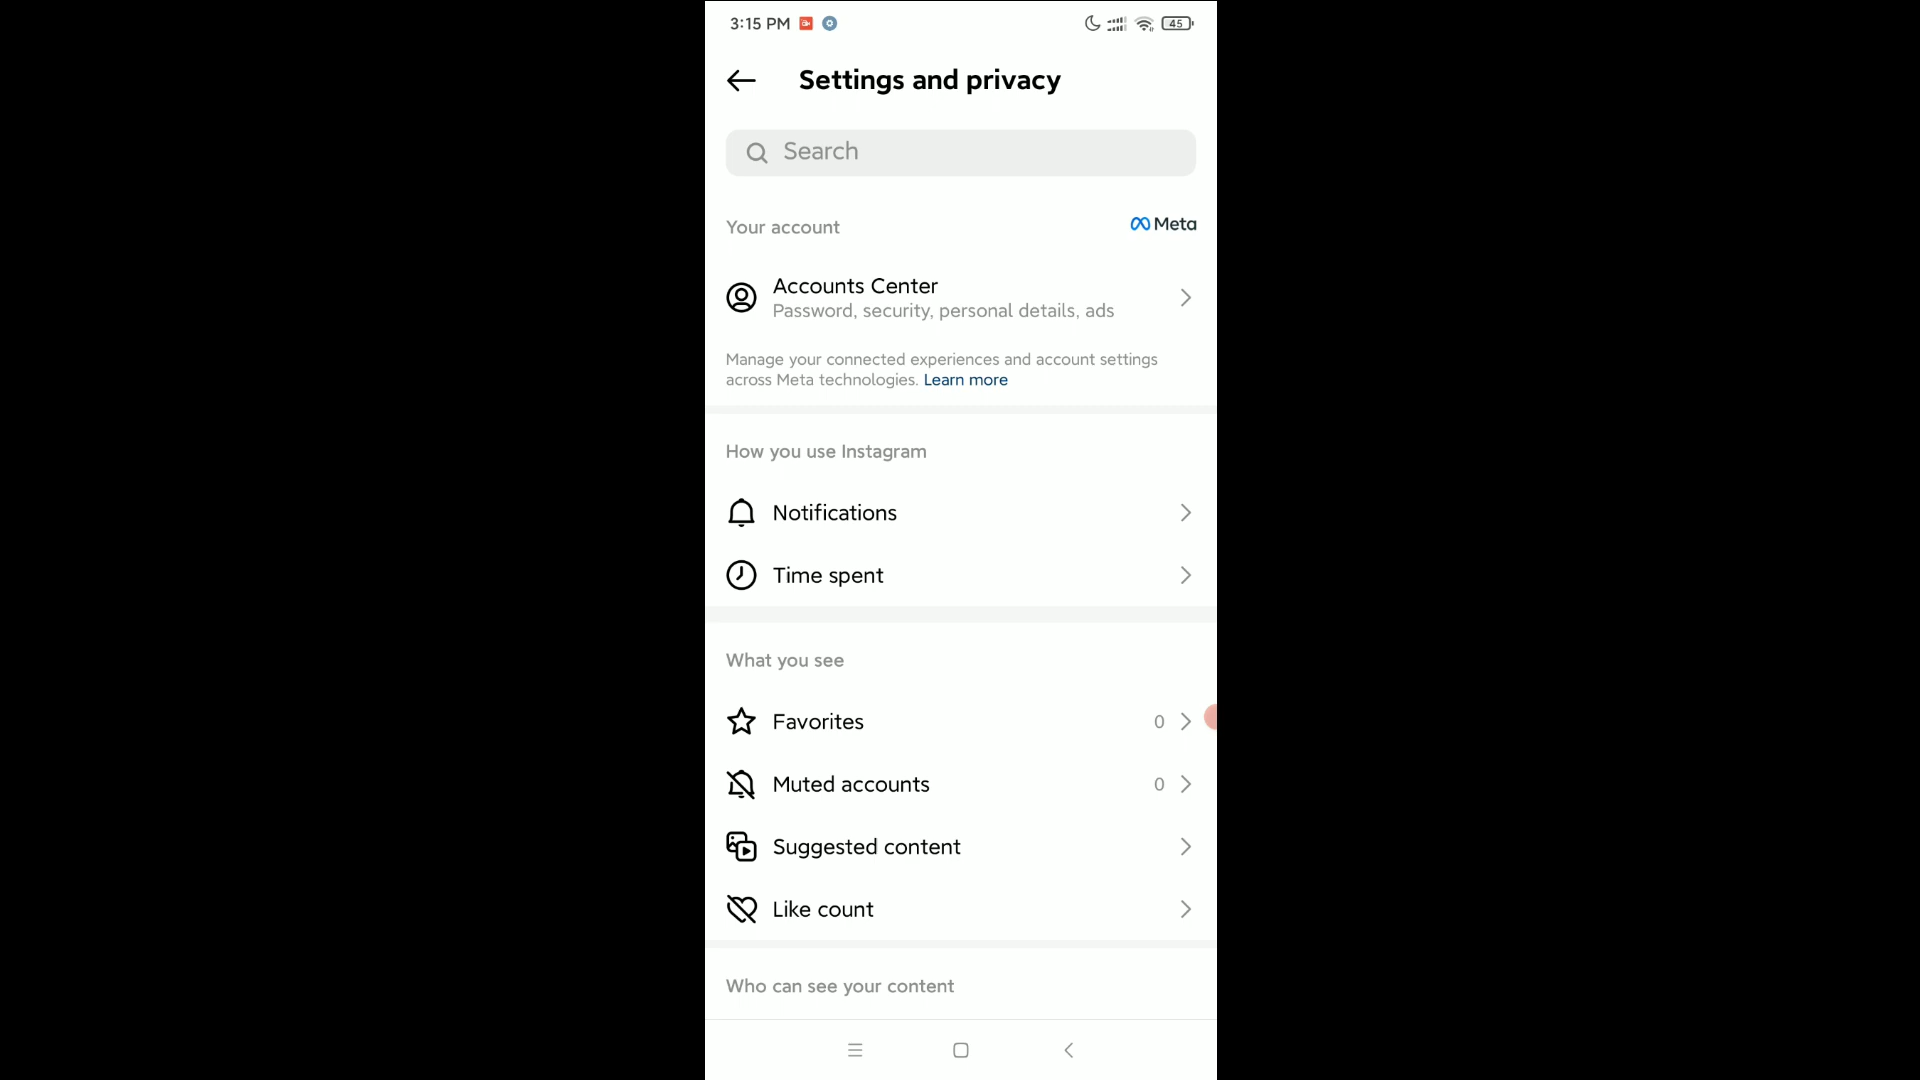 3:15 PM
45
Settings and privacy
Search
Your account
Meta
Accounts Center
Password, security, personal details, ads
Manage your connected experiences and account settings
across Meta technologies. Learn more
How you use Instagram
Notifications
Time spent
What you see
Favorites 0
Muted accounts 0
Suggested content
Like count
Who can see your content